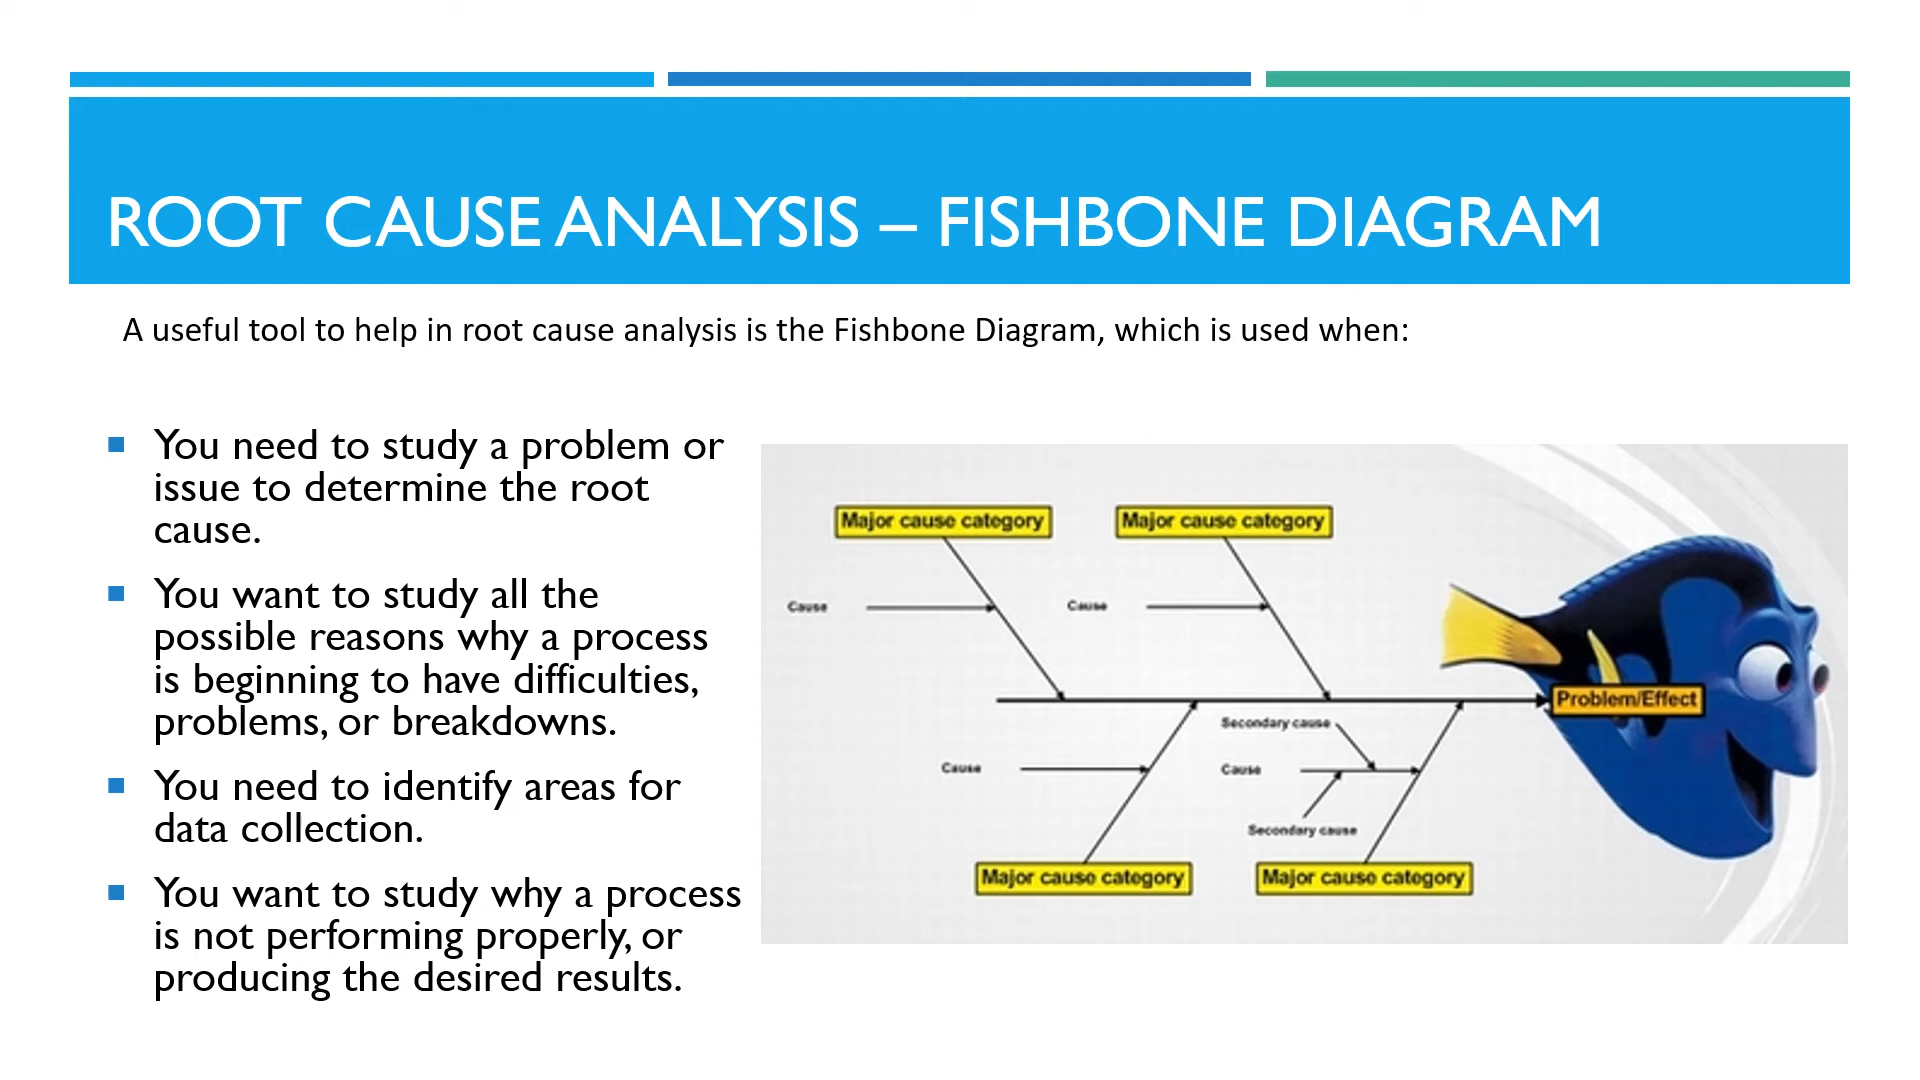 ROOT CAUSE ANALYSIS – FISHBONE DIAGRAM
A useful tool to help in root cause analysis is the Fishbone Diagram, which is used when:
You need to study a problem or
issue to determine the root
cause.
You want to study all the
possible reasons why a process
is beginning to have difficulties,
problems, or breakdowns.
You need to identify areas for
data collection.
You want to study why a process
is not performing properly, or
producing the desired results.
Major cause category
Major cause category
Cause
Cause
Problem/Effect
Secondary cause
Cause
Cause
Secondary cause
Major cause category
Major cause category